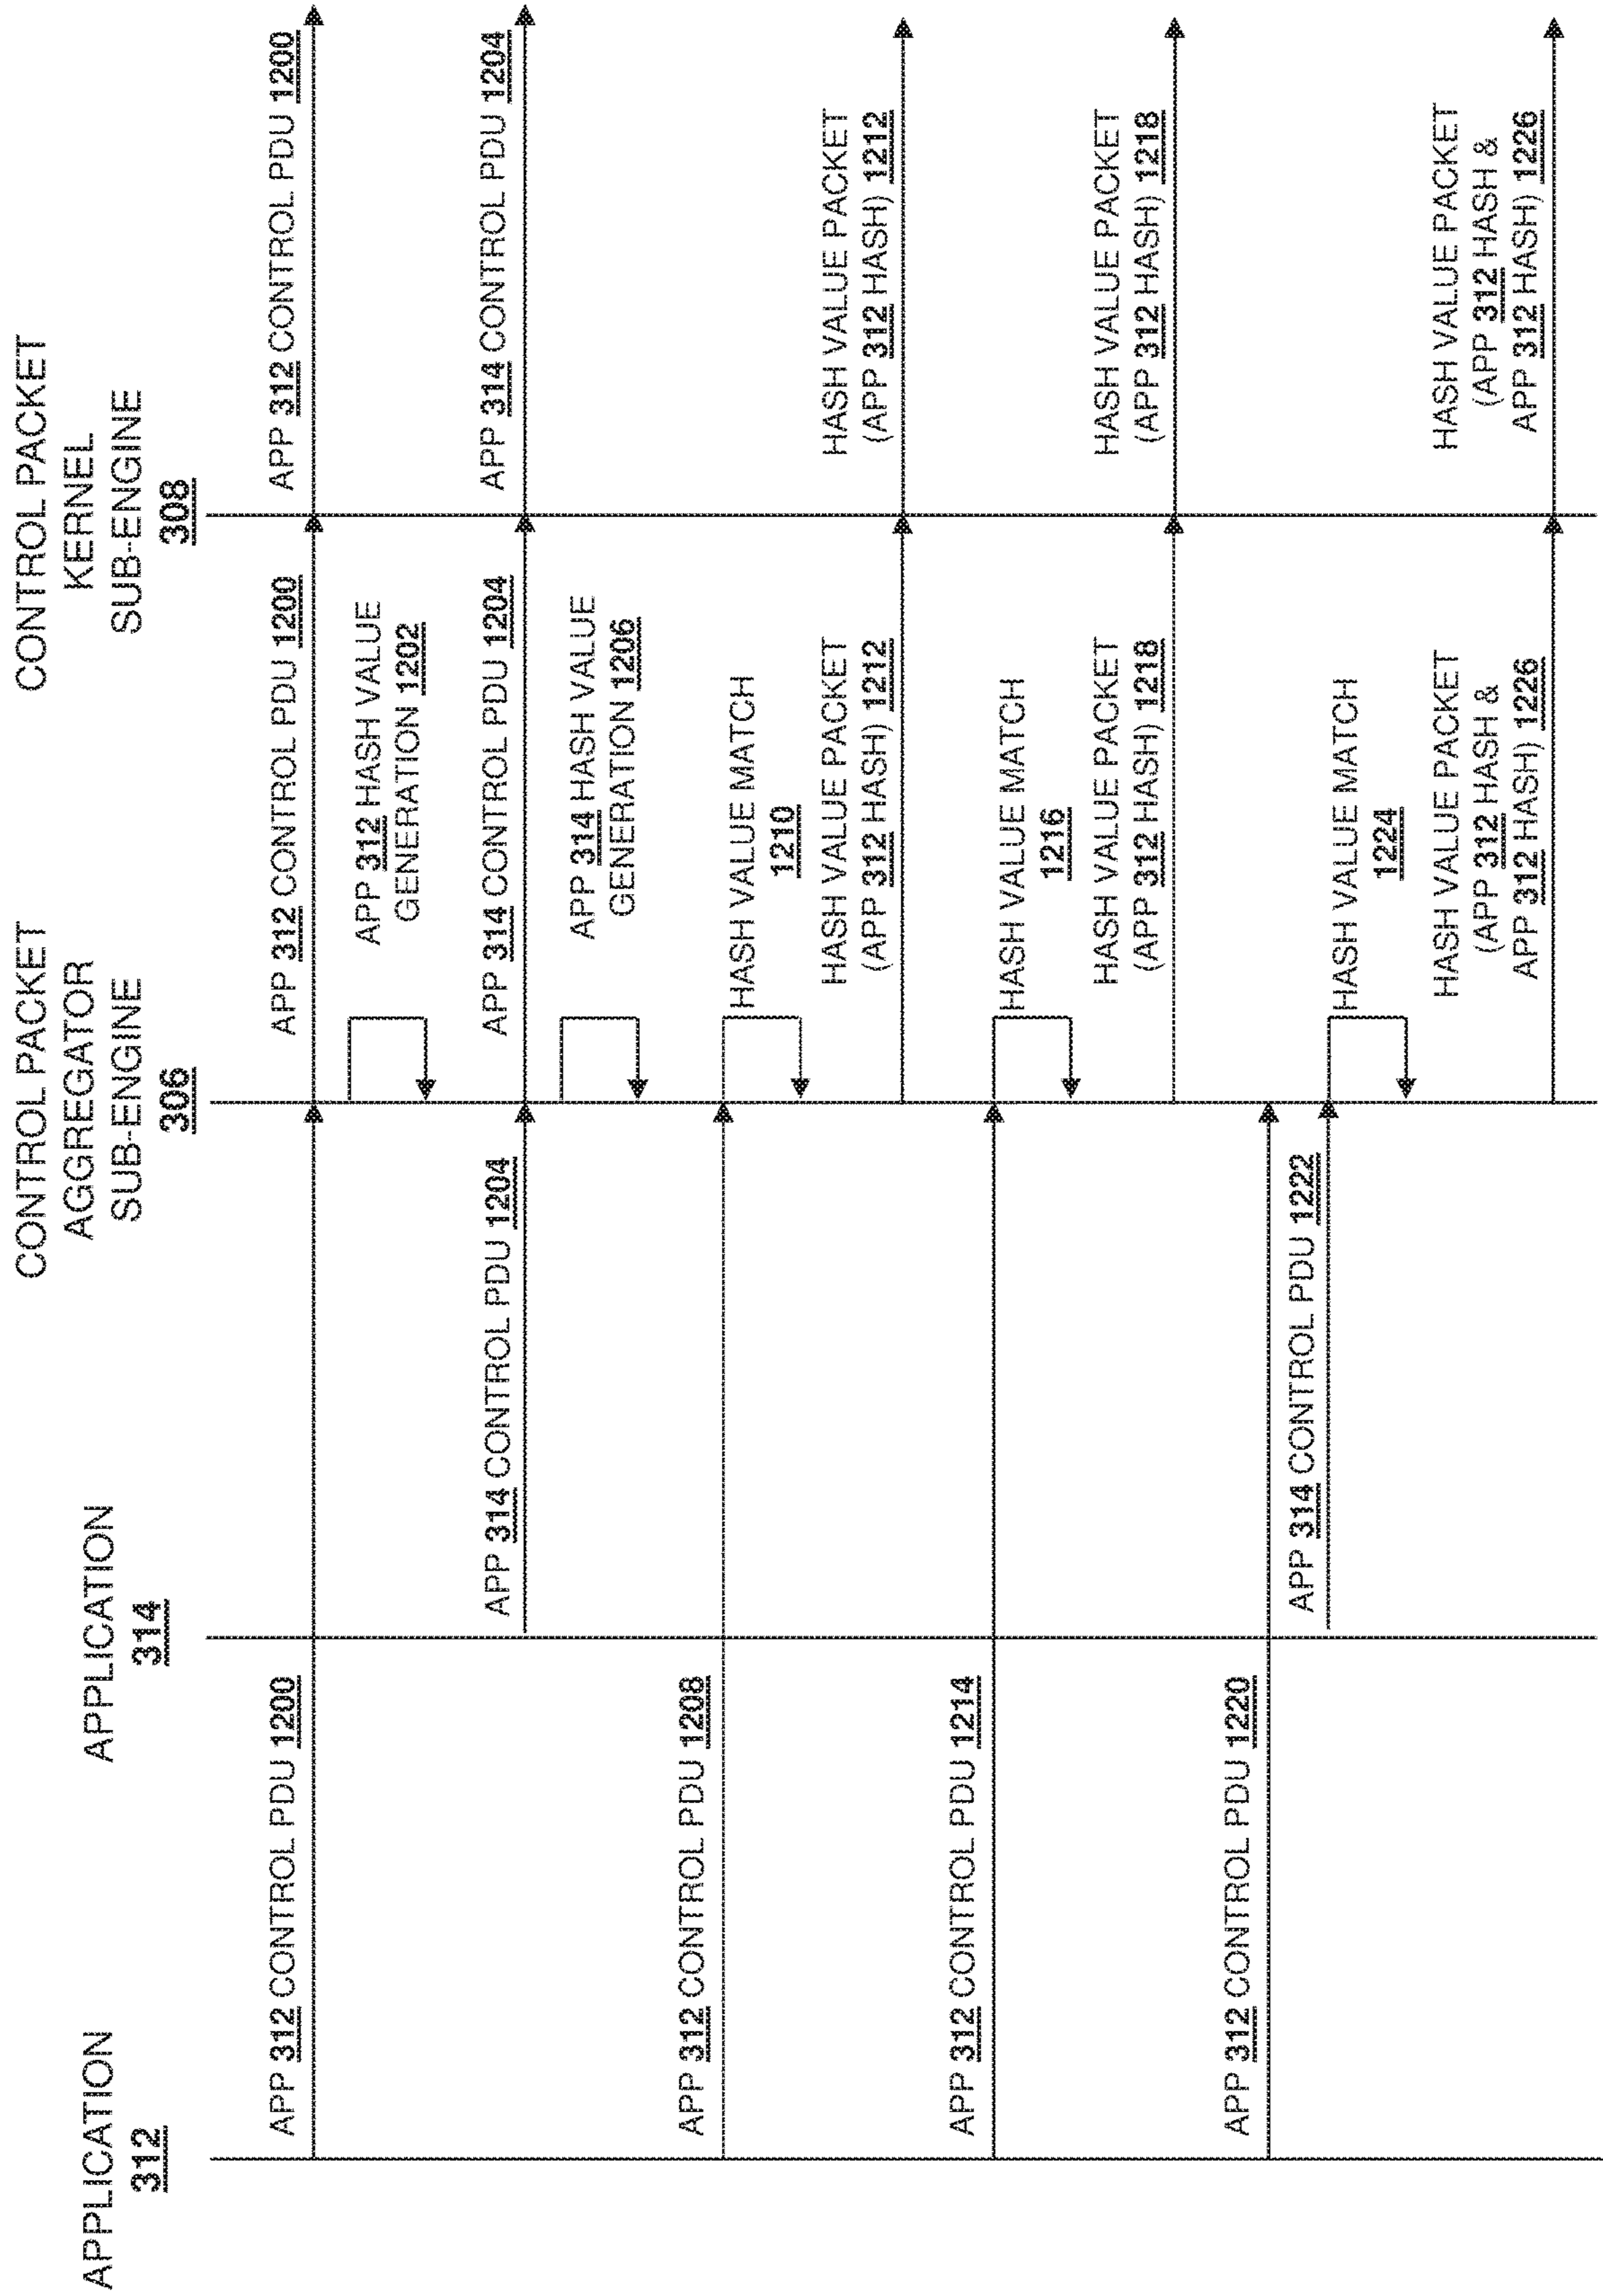 APPLICATION
312
APPLICATION
314
CONTROL PACKET
AGGREGATOR
SUB-ENGINE
306
CONTROL PACKET
KERNEL
SUB-ENGINE
308
APP 312 CONTROL PDU 1200
APP 312 CONTROL PDU 1200
APP 312 CONTROL PDU 1200
APP 312 HASH VALUE
GENERATION 1202
APP 314 CONTROL PDU 1204
APP 314 CONTROL PDU 1204
APP 314 CONTROL PDU 1204
APP 314 HASH VALUE
GENERATION 1206
APP 312 CONTROL PDU 1208
HASH VALUE MATCH
1210
HASH VALUE PACKET
(APP 312 HASH) 1212
HASH VALUE PACKET
(APP 312 HASH) 1212
APP 312 CONTROL PDU 1214
HASH VALUE MATCH
1216
HASH VALUE PACKET
(APP 312 HASH) 1218
HASH VALUE PACKET
(APP 312 HASH) 1218
APP 312 CONTROL PDU 1220
APP 314 CONTROL PDU 1222
HASH VALUE MATCH
1224
HASH VALUE PACKET
(APP 312 HASH &
APP 312 HASH) 1226
HASH VALUE PACKET
(APP 312 HASH &
APP 312 HASH) 1226